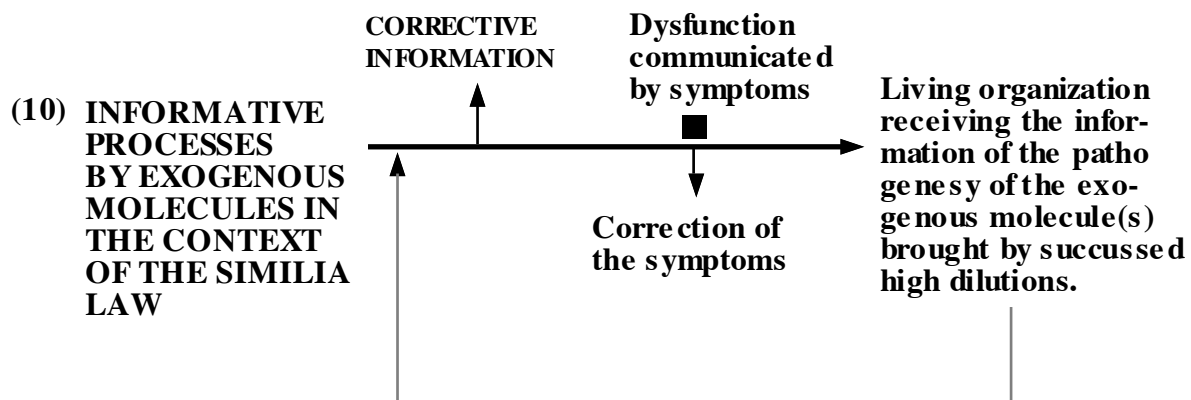 CORRECTIVE
INFORMATION
Dysfunction
communicated
by symptoms
(10) INFORMATIVE
PROCESSES
BY EXOGENOUS
MOLECULES IN
THE CONTEXT
OF THE SIMILIA
LAW
Correction of
the symptoms
Living organization
receiving the infor-
mation of the patho
genesy of the exo-
genous molecule(s)
brought by succussed
high dilutions.